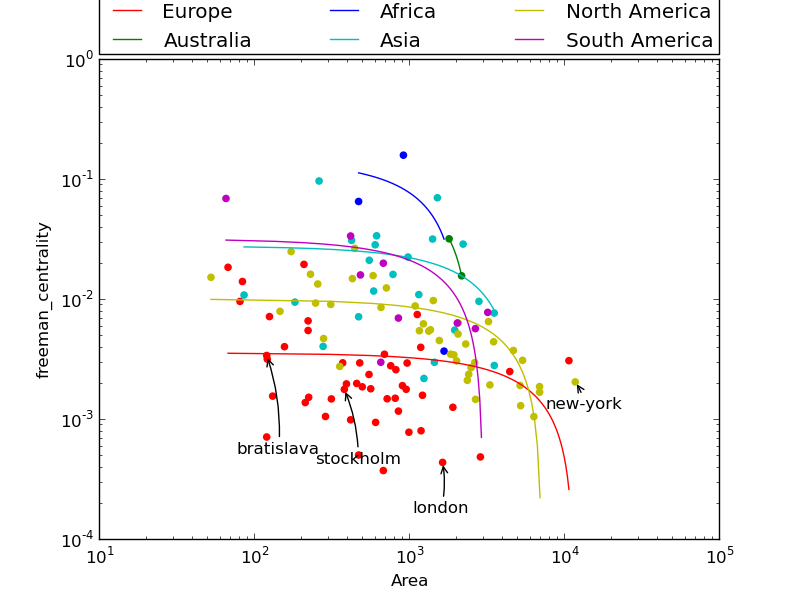 Europe Africa North America
Australia Asia South America
10^0
10^-1
10^-2
10^-3
10^-4
freeman_centrality
new-york
bratislava
stockholm
london
10^1 10^2 10^3 10^4 10^5
Area